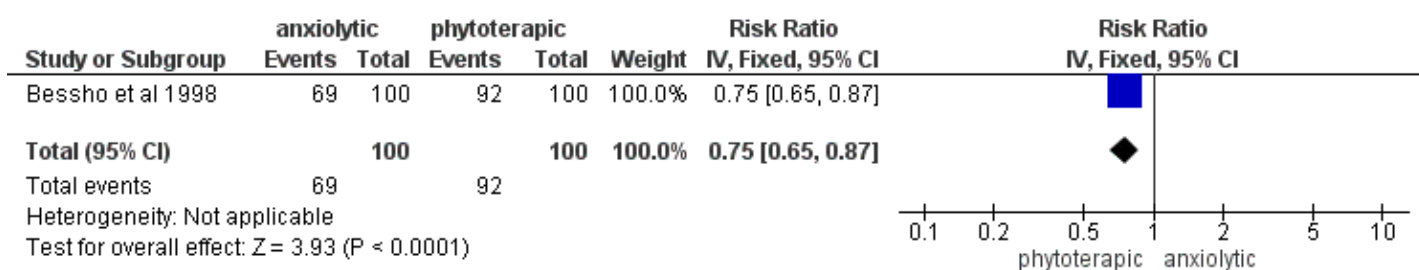 anxiolytic phytoterapic Risk Ratio Risk Ratio
Study or Subgroup Events Total Events Total Weight IV, Fixed, 95% CI IV, Fixed, 95% CI
Bessho et al 1998 69 100 92 100 100.0% 0.75 [0.65, 0.87]
Total (95% CI) 100 100 100.0% 0.75 [0.65, 0.87]
Total events 69 92
Heterogeneity: Not applicable
Test for overall effect: Z = 3.93 (P < 0.0001)
0.1 0.2 0.5 1 2 5 10
phytoterapic anxiolytic